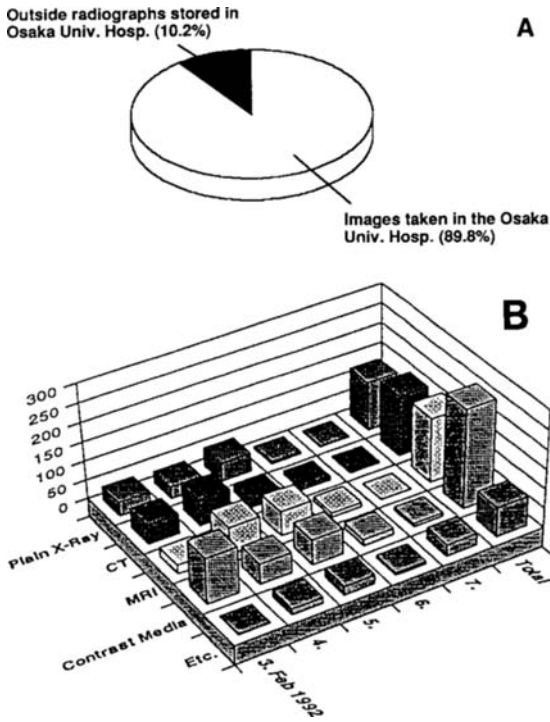 Outside radiographs stored in
Osaka Univ. Hosp. (10.2%)
A
Images taken in the Osaka
Univ. Hosp. (89.8%)
B
300
250
200
150
100
50
0
Plain X-Ray
CT
MRI
Contrast Media
Etc.
3. Feb 1992
4.
5.
6.
7.
Total